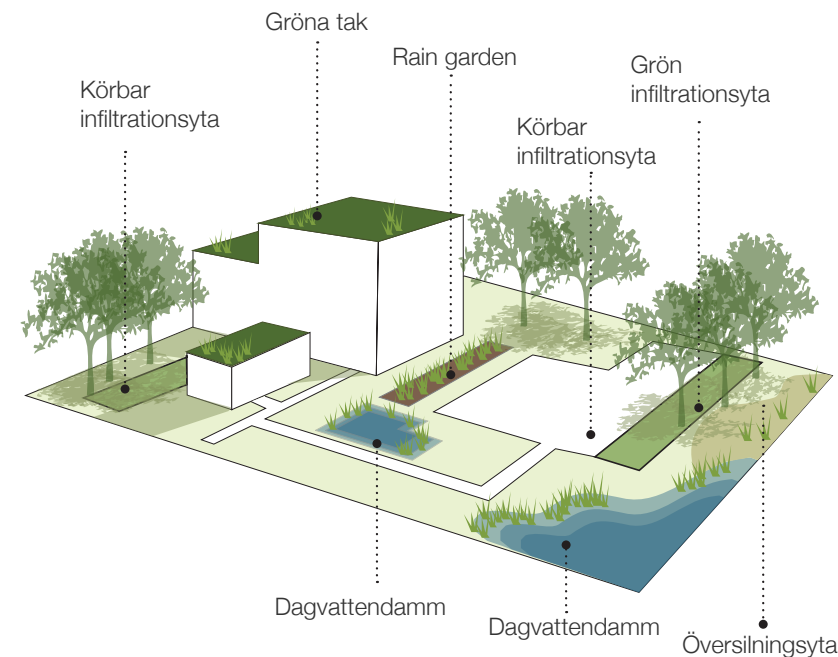 Gröna tak
Rain garden
Grön
infiltrationsyta
Körbar
infiltrationsyta
Körbar
infiltrationsyta
Dagvattendamm
Dagvattendamm
Översilningsyta